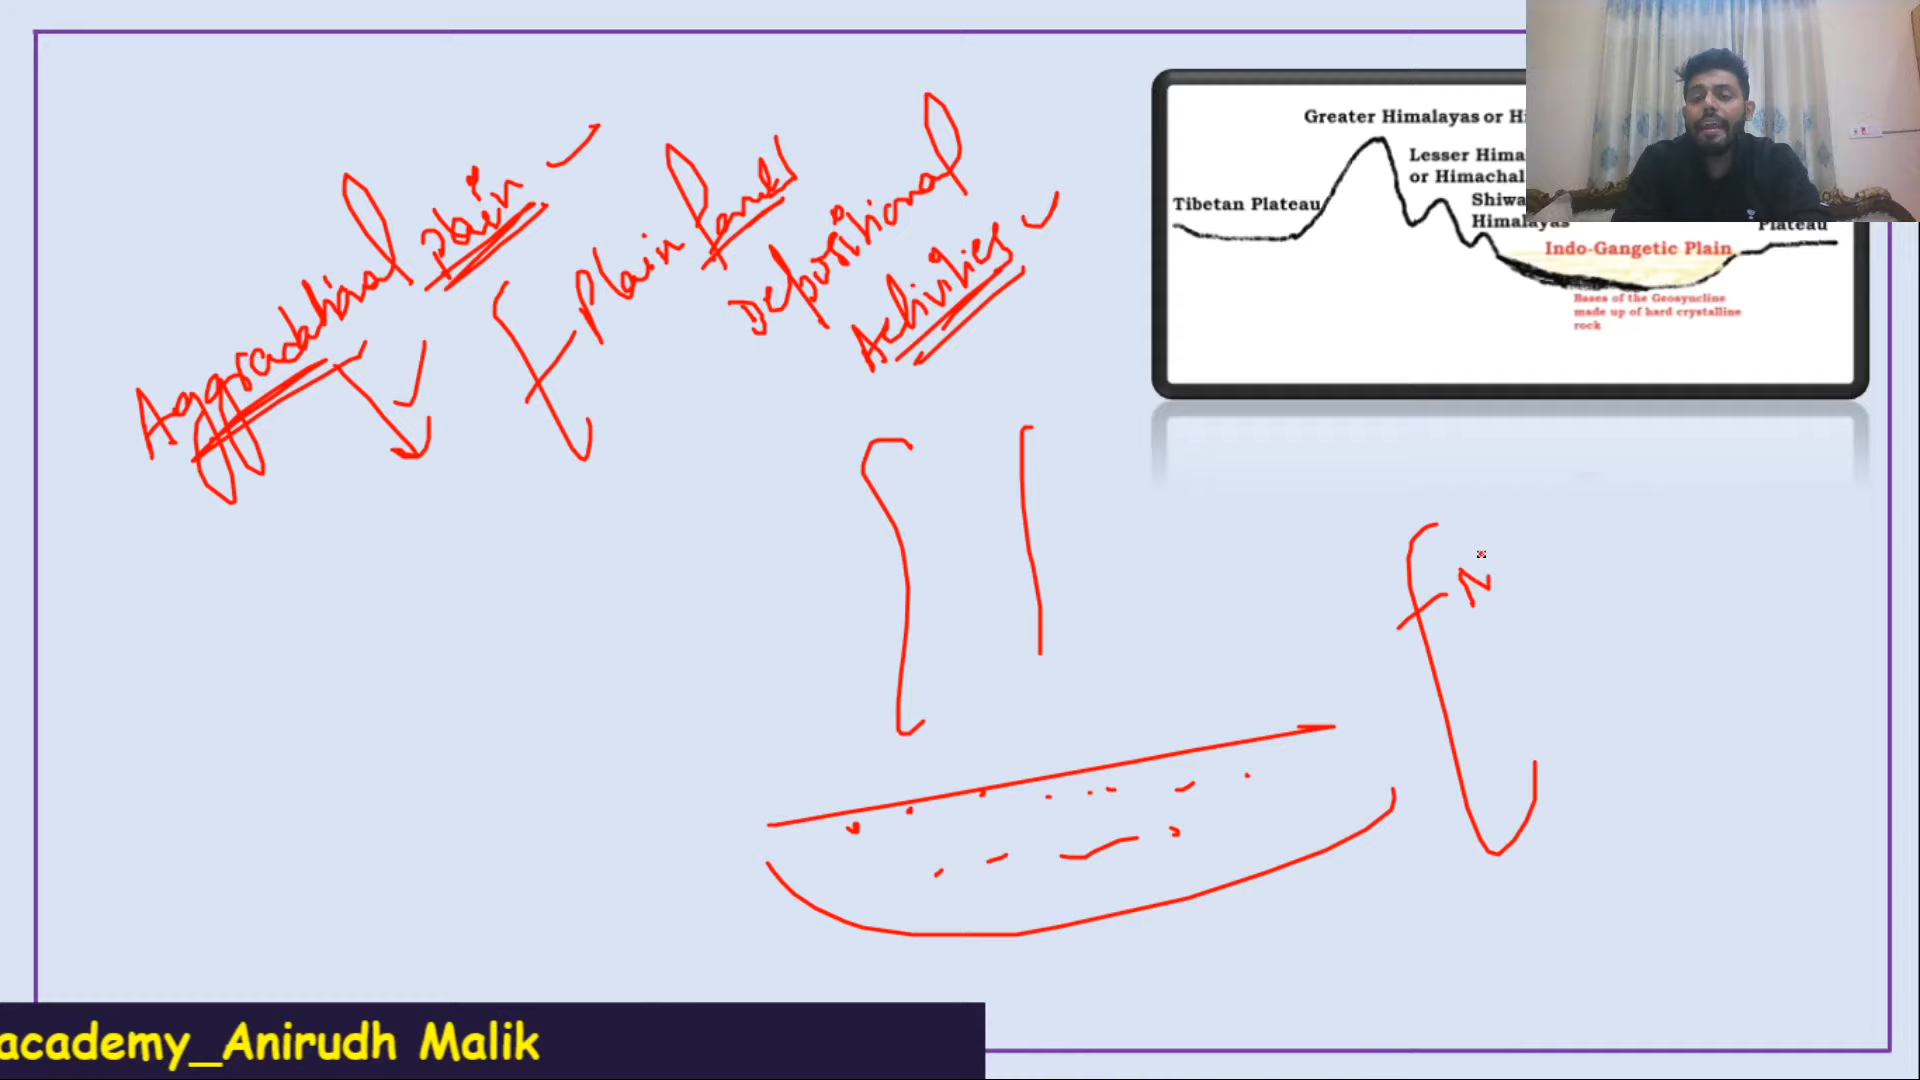 Aggradational plain
Plain lands
Depositional
Activities
Greater Himalayas or Hi
Lesser Hima
or Himachal
Shiwa
Himalayas
Tibetan Plateau
Plateau
Indo-Gangetic Plain
Bases of the Geosyncline
made up of hard crystalline
rock
N
academy_Anirudh Malik